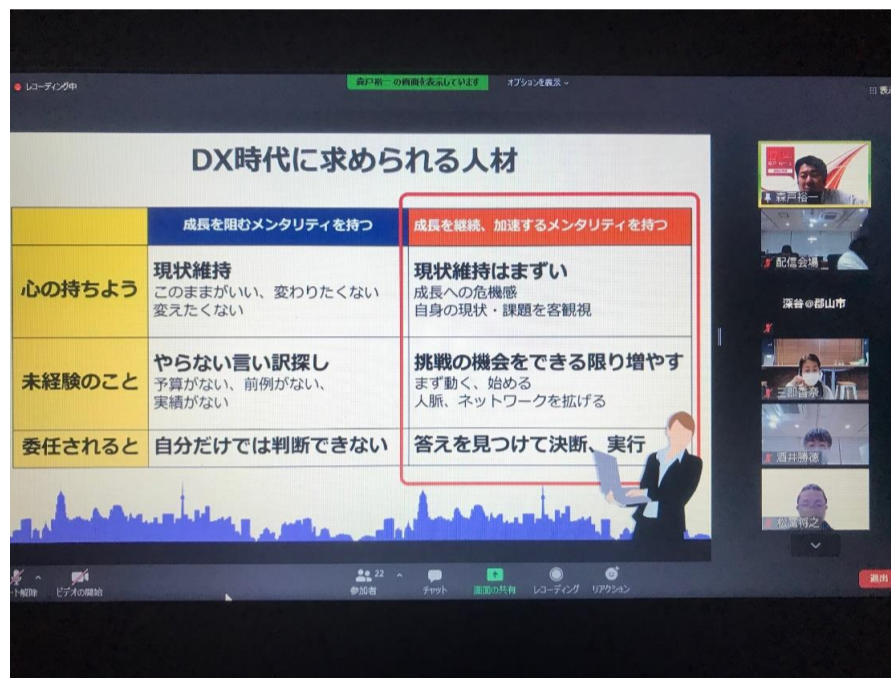 レコーディング中
森戸裕一 の画面を表示しています
オプションを表示
表示
DX時代に求められる人材
成長を阻むメンタリティを持つ
成長を継続、加速するメンタリティを持つ
心の持ちよう
現状維持
このままがいい、変わりたくない
変えたくない
現状維持はまずい
成長への危機感
自身の現状・課題を客観視
未経験のこと
やらない言い訳探し
予算がない、前例がない、
実績がない
挑戦の機会をできる限り増やす
まず動く、始める
人脈、ネットワークを拡げる
委任されると
自分だけでは判断できない
答えを見つけて決断、実行
森戸裕一
配信会場
深谷@郡山市
酒井勝徳
ート解除
ビデオの開始
22
参加者
チャット
画面の共有
レコーディング
リアクション
退出